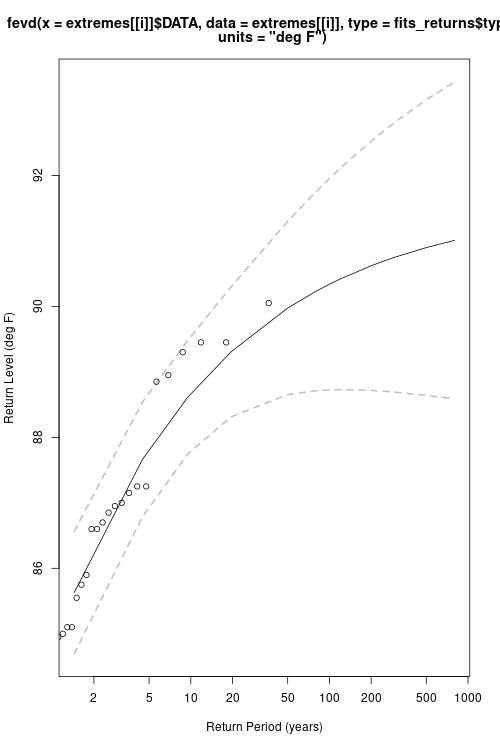 fevd(x = extremes[[i]]$DATA, data = extremes[[i]], type = fits_returns$typ
units = "deg F")
92
90
88
86
Return Level (deg F)
2 5 10 20 50 100 200 500 1000
Return Period (years)